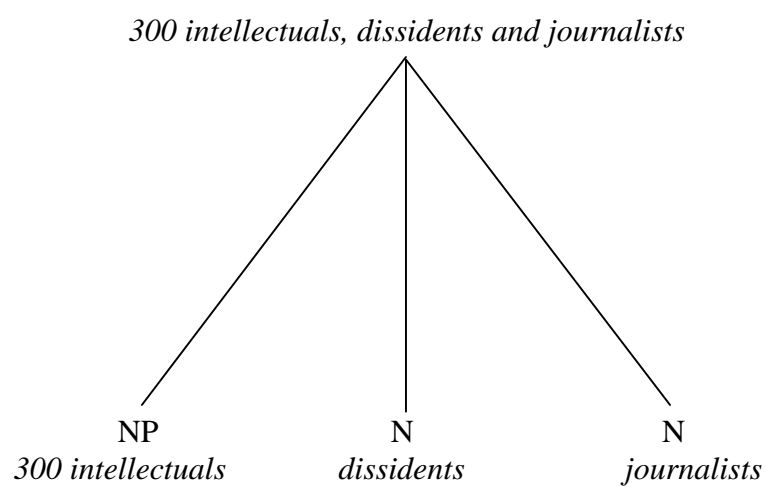 300 intellectuals, dissidents and journalists
NP N N
300 intellectuals dissidents journalists